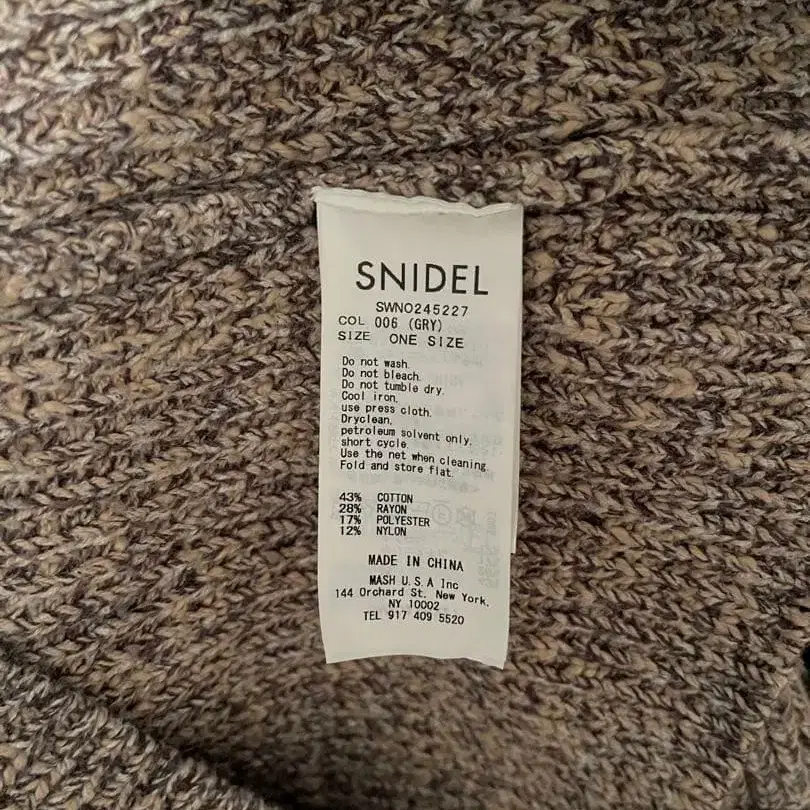 SNIDEL
SWNO245227
COL 006 (GRY)
SIZE ONE SIZE
Do not wash.
Do not bleach.
Do not tumble dry.
Cool iron,
use press cloth.
Dryclean,
petroleum solvent only,
short cycle.
Use the net when cleaning.
Fold and store flat.
43% COTTON
28% RAYON
17% POLYESTER
12% NYLON
MADE IN CHINA
MASH U.S.A Inc
144 Orchard St. New York,
NY 10002
TEL 917 409 5520